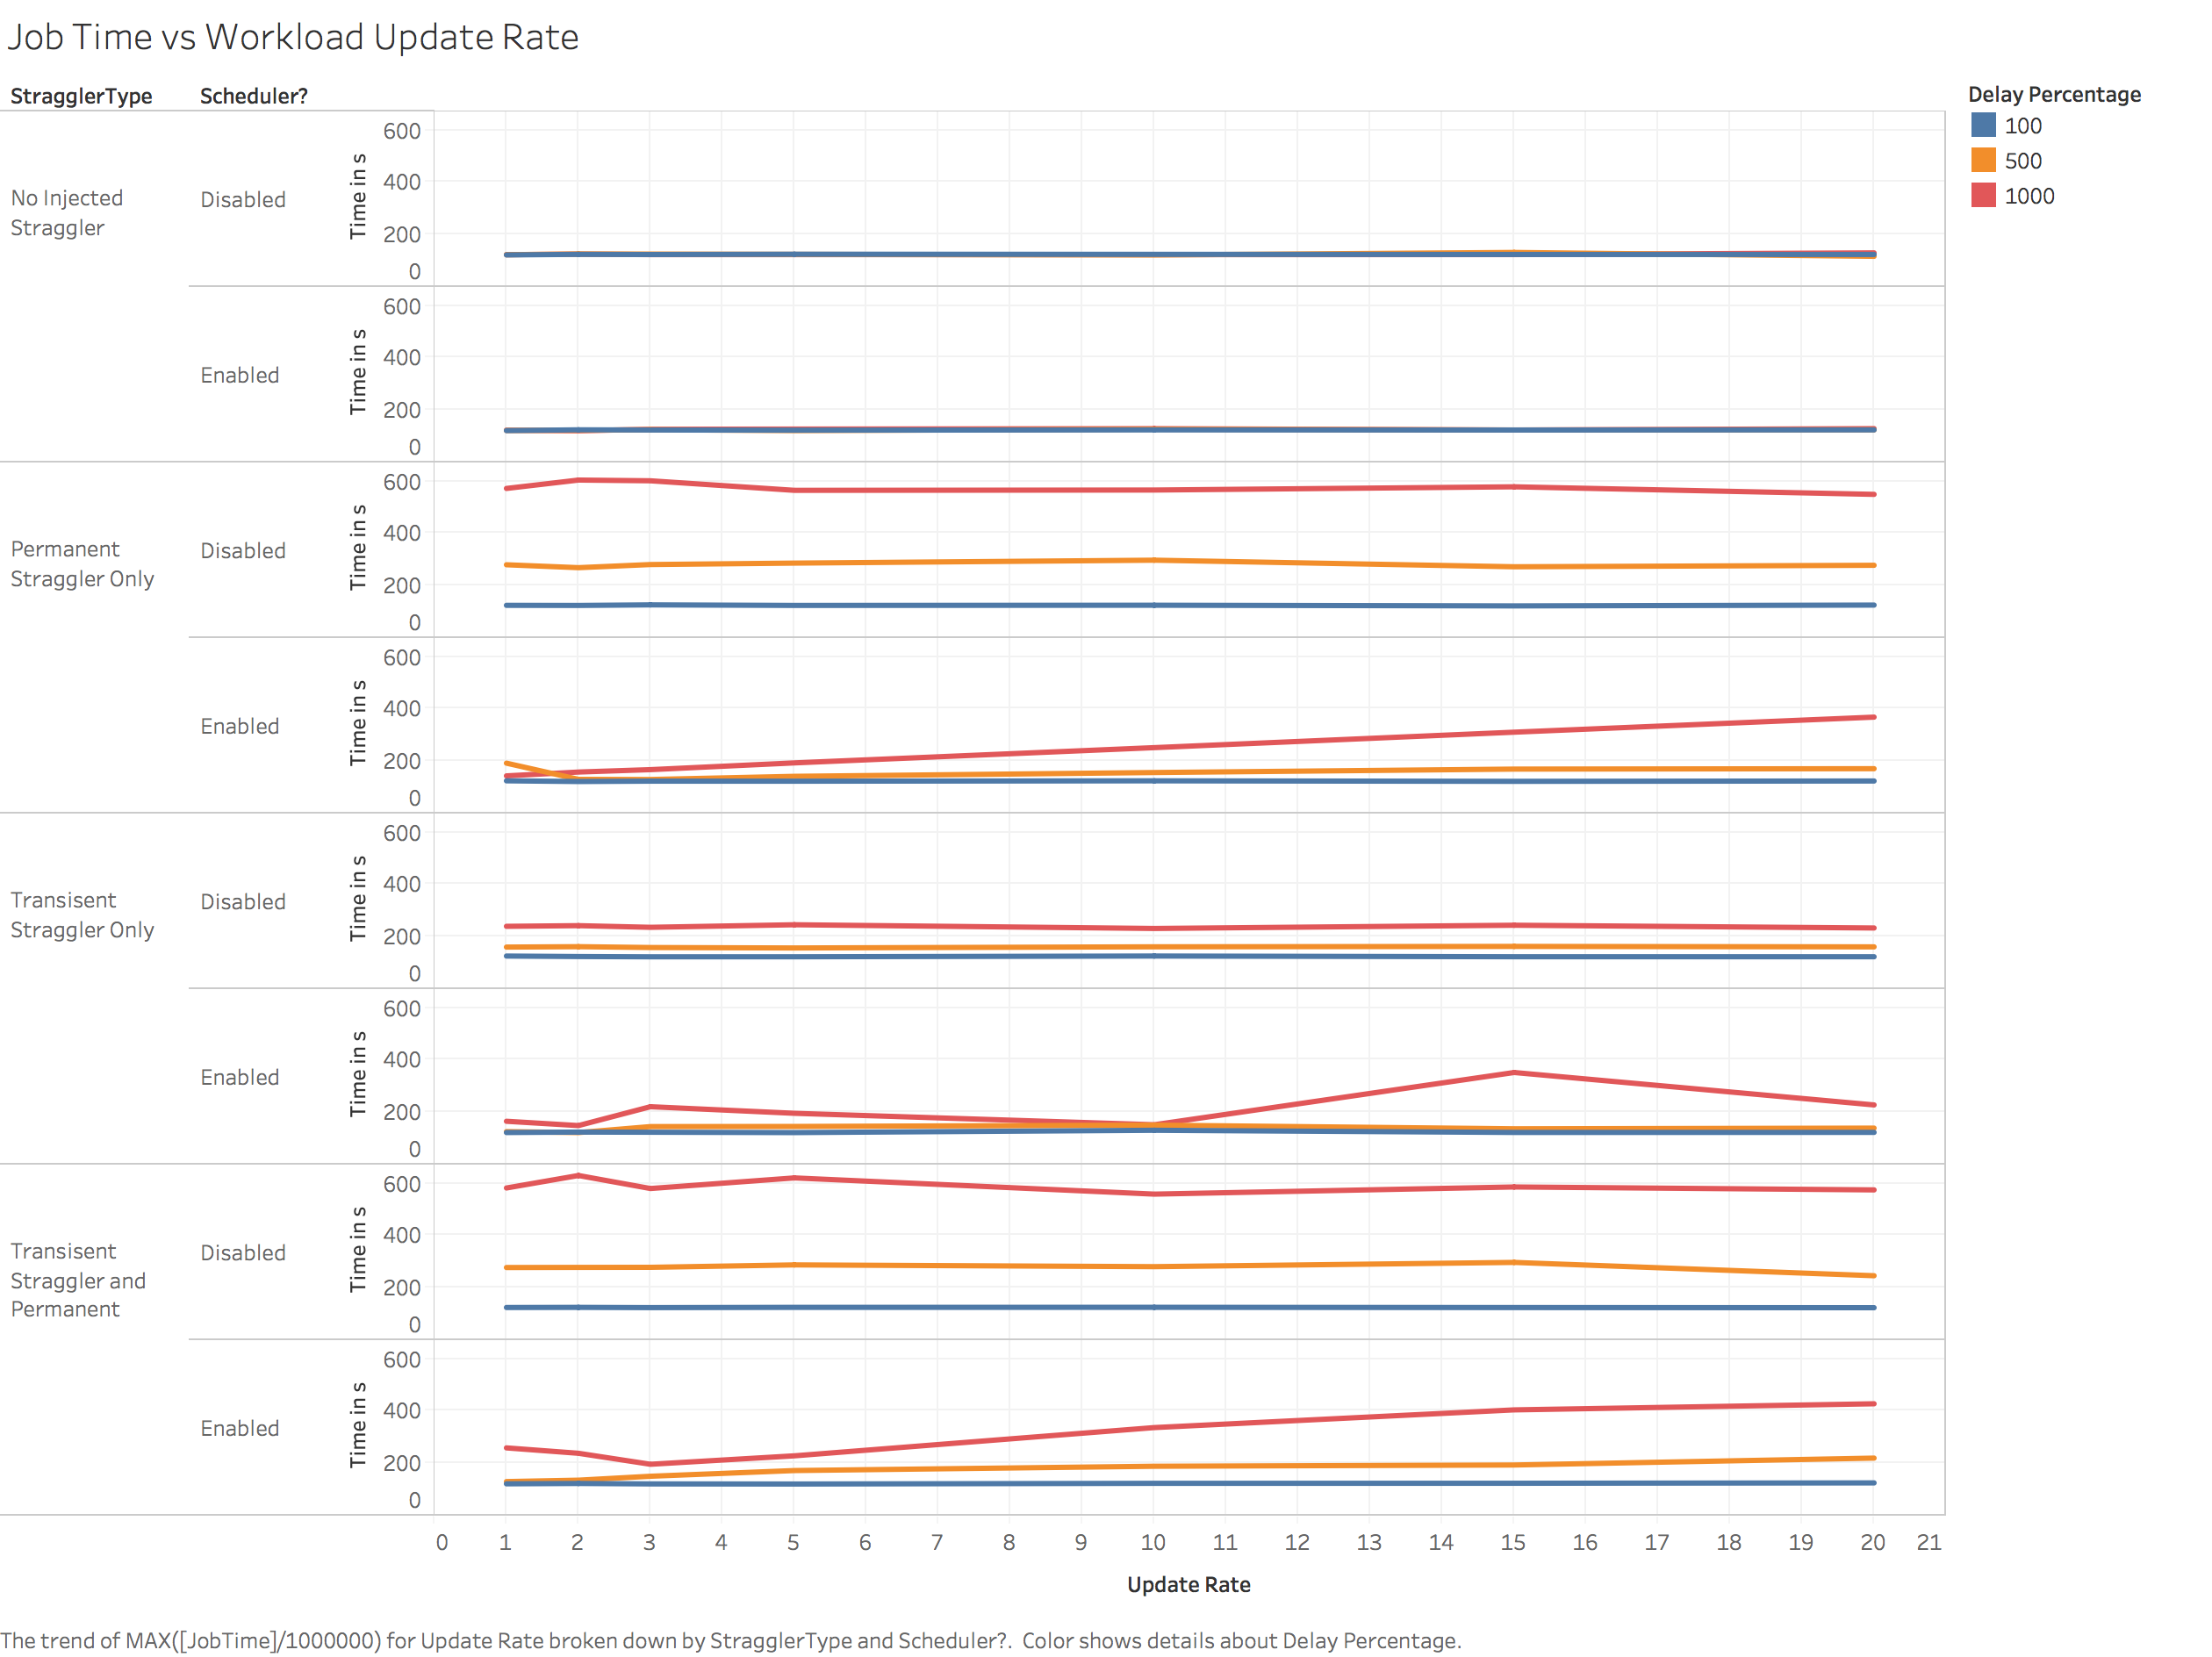 Job Time vs Workload Update Rate
StragglerType
Scheduler?
Delay Percentage
100
500
1000
No Injected
Straggler
Disabled
Time in s
600
400
200
0
Enabled
Time in s
600
400
200
0
Permanent
Straggler Only
Disabled
Time in s
600
400
200
0
Enabled
Time in s
600
400
200
0
Transisent
Straggler Only
Disabled
Time in s
600
400
200
0
Enabled
Time in s
600
400
200
0
Transisent
Straggler and
Permanent
Disabled
Time in s
600
400
200
0
Enabled
Time in s
600
400
200
0
0 1 2 3 4 5 6 7 8 9 10 11 12 13 14 15 16 17 18 19 20 21
Update Rate
The trend of MAX([JobTime]/1000000) for Update Rate broken down by StragglerType and Scheduler?. Color shows details about Delay Percentage.